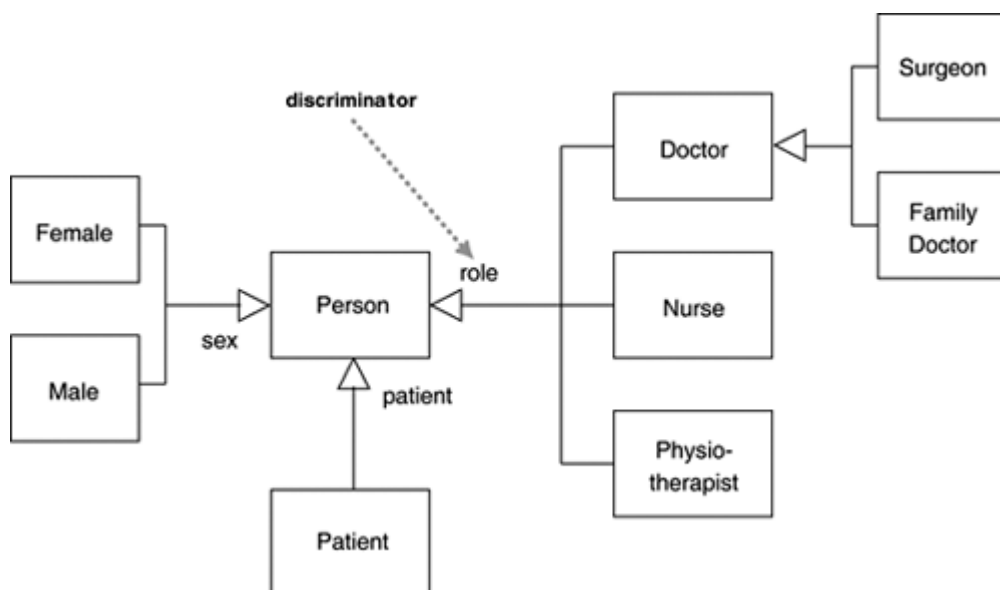 Surgeon
discriminator
Doctor
Female
Family
Doctor
role
Person
Nurse
sex
Male
patient
Physio-
therapist
Patient